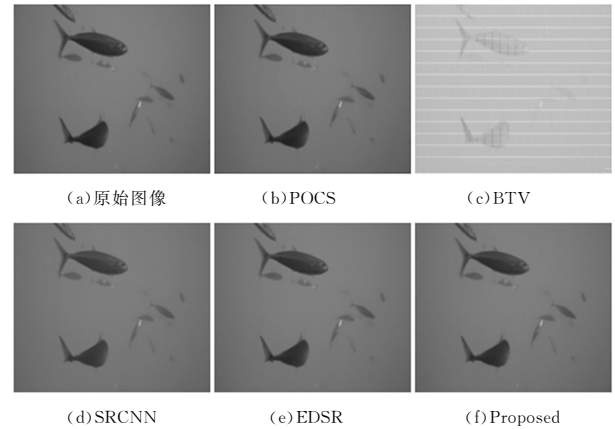 (a)原始图像
(b)POCS
(c)BTV
(d)SRCNN
(e)EDSR
(f)Proposed